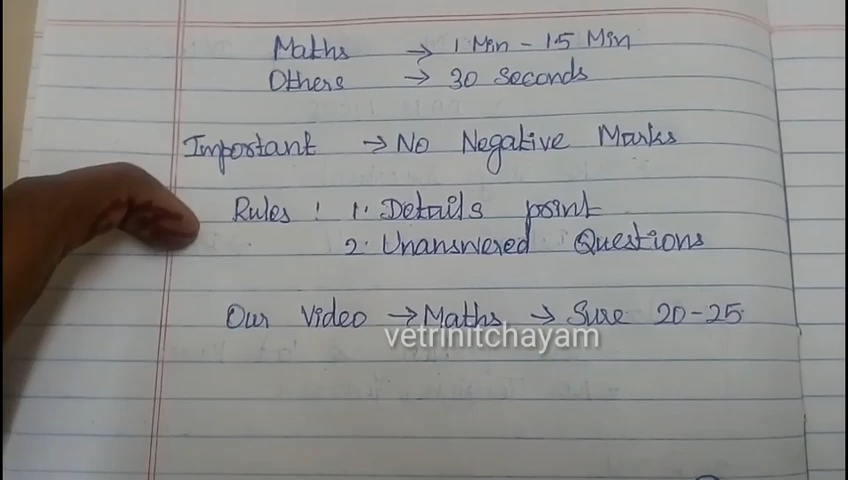 Maths → 1 Min - 15 Min
Others → 30 Seconds
Important → No Negative Marks
Rules : 1. Details point
2. Unanswered Questions
Our Video → Maths → Sure 20-25
vetrinitchayam